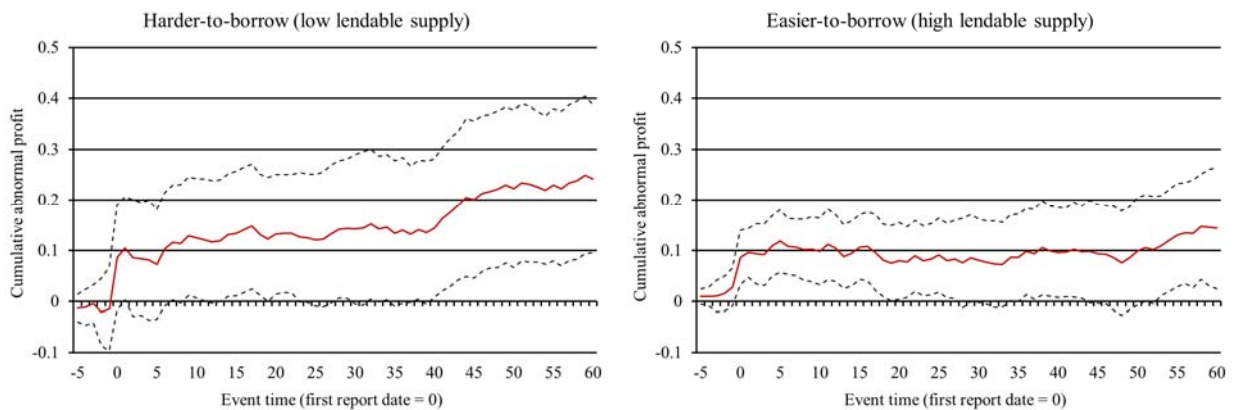 Harder-to-borrow (low lendable supply)
0.5
0.4
0.3
0.2
0.1
0
-0.1
Cumulative abnormal profit
-5 0 5 10 15 20 25 30 35 40 45 50 55 60
Event time (first report date = 0)
Easier-to-borrow (high lendable supply)
0.5
0.4
0.3
0.2
0.1
0
-0.1
Cumulative abnormal profit
-5 0 5 10 15 20 25 30 35 40 45 50 55 60
Event time (first report date = 0)